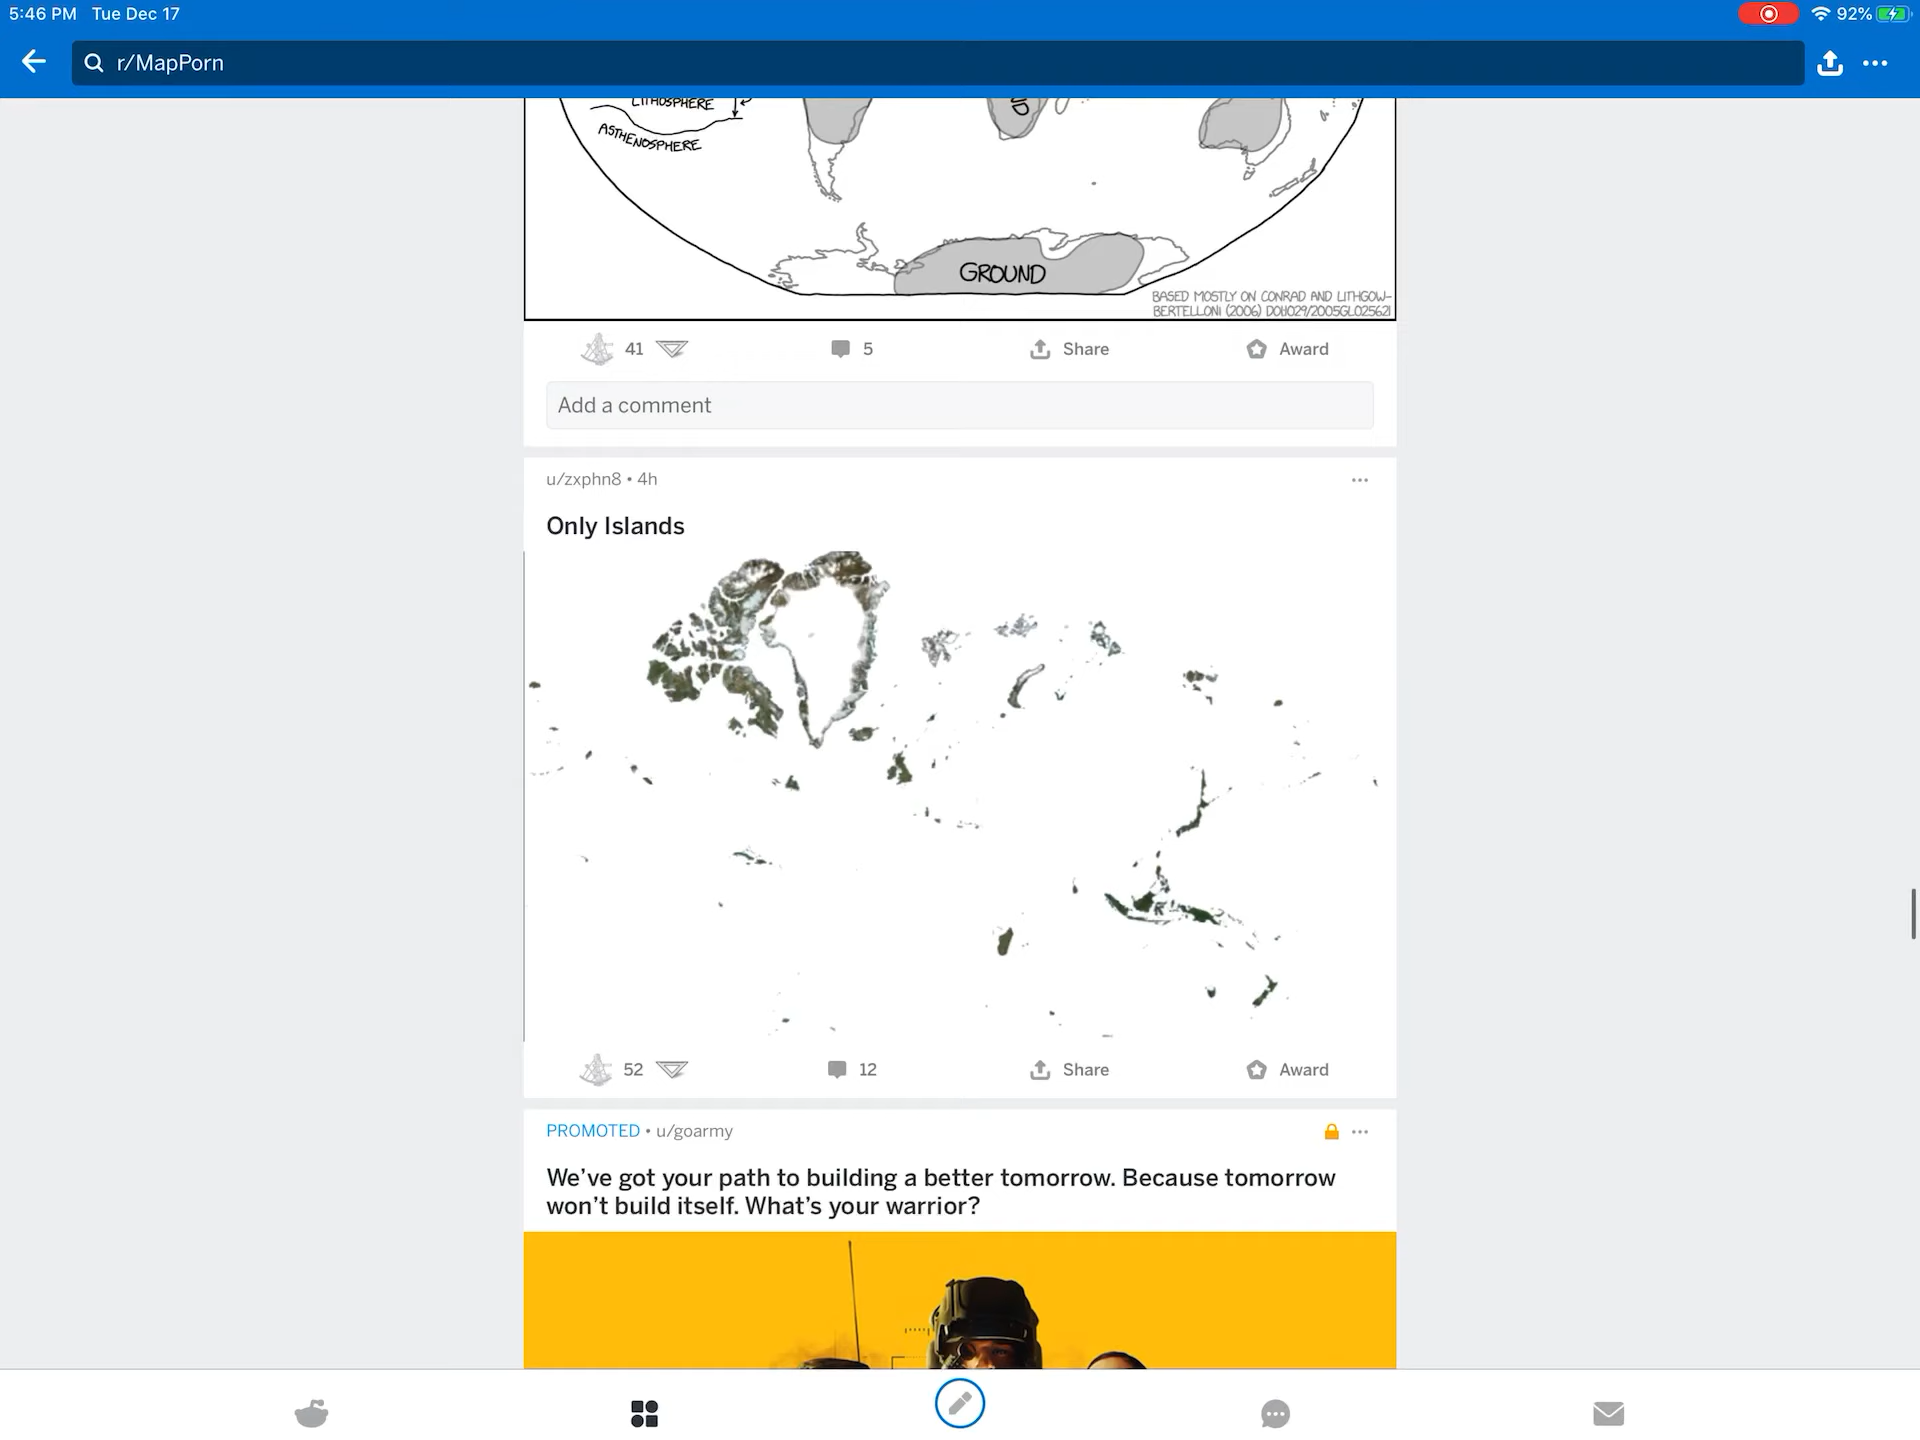 5:46 PM Tue Dec 17
92%
r/MapPorn
LITHOSPHERE
ASTHENOSPHERE
GROUND
BASED MOSTLY ON CONRAD AND LITHGOW-
BERTELLONI (2006) DOI:10.1029/2005GL025621
41
5
Share
Award
Add a comment
u/zxphn8 • 4h
Only Islands
52
12
Share
Award
PROMOTED • u/goarmy
We’ve got your path to building a better tomorrow. Because tomorrow
won’t build itself. What’s your warrior?